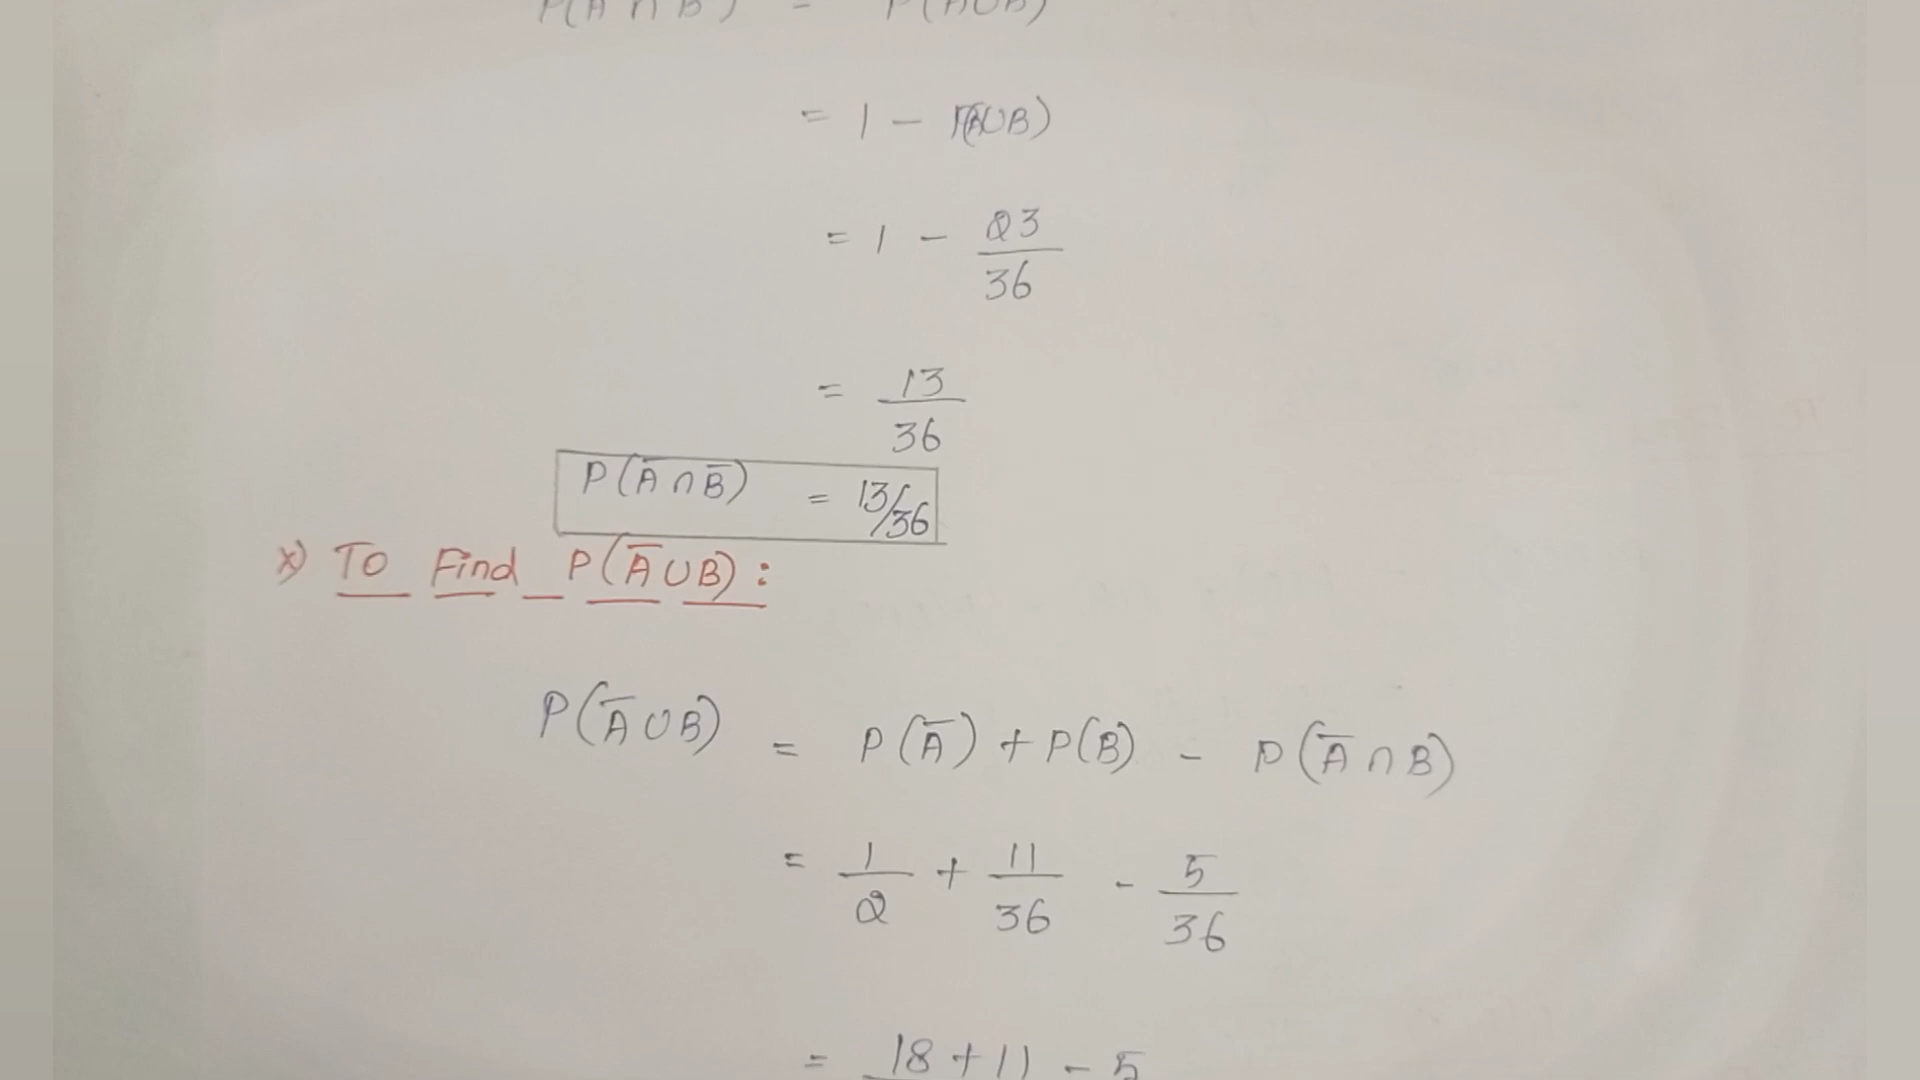 P(A̅ ∩ B̅) = P(A∪B)
= 1 - P(A∪B)
= 1 - 23/36
= 13/36
P(A̅ ∩ B̅) = 13/36
x) To Find P(A̅ ∪ B) :
P(A̅ ∪ B) = P(A̅) + P(B) - P(A̅ ∩ B)
= 1/2 + 11/36 - 5/36
= 18 + 11 - 5